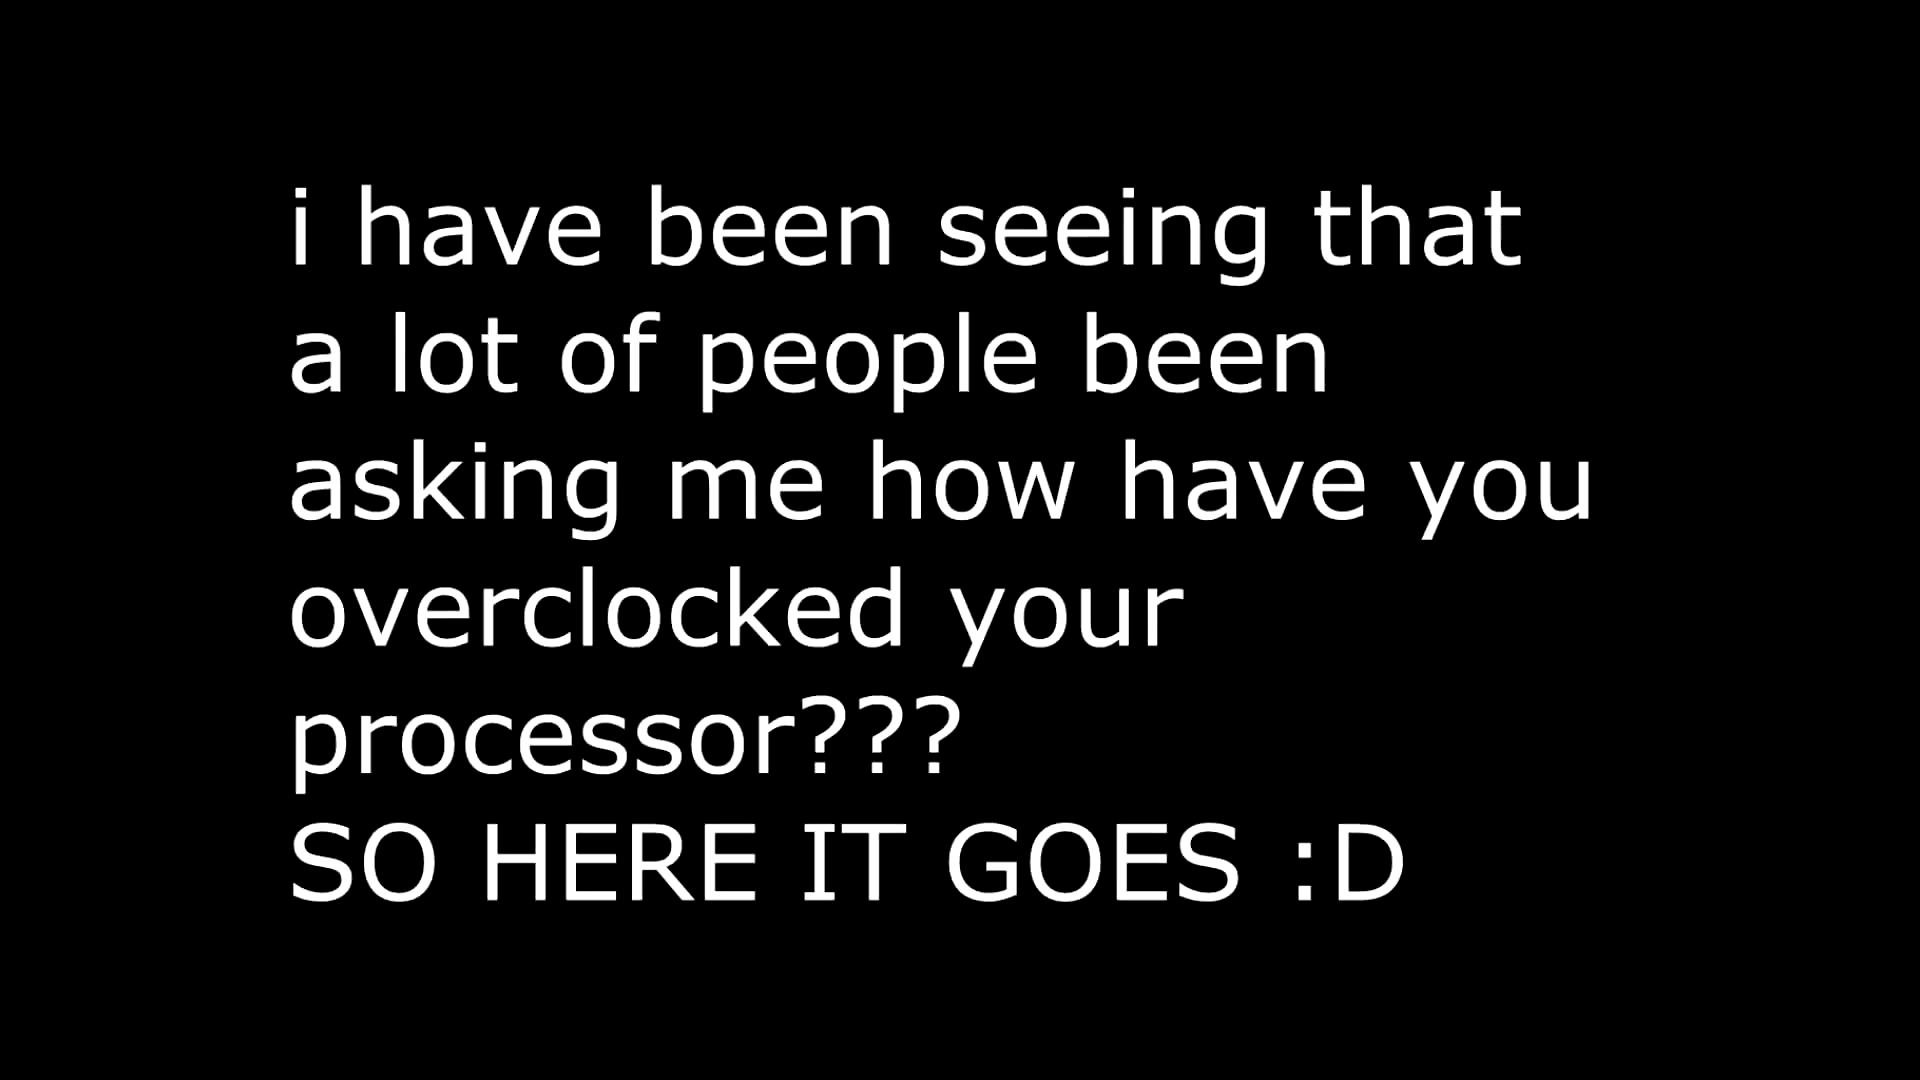 i have been seeing that
a lot of people been
asking me how have you
overclocked your
processor???
SO HERE IT GOES :D